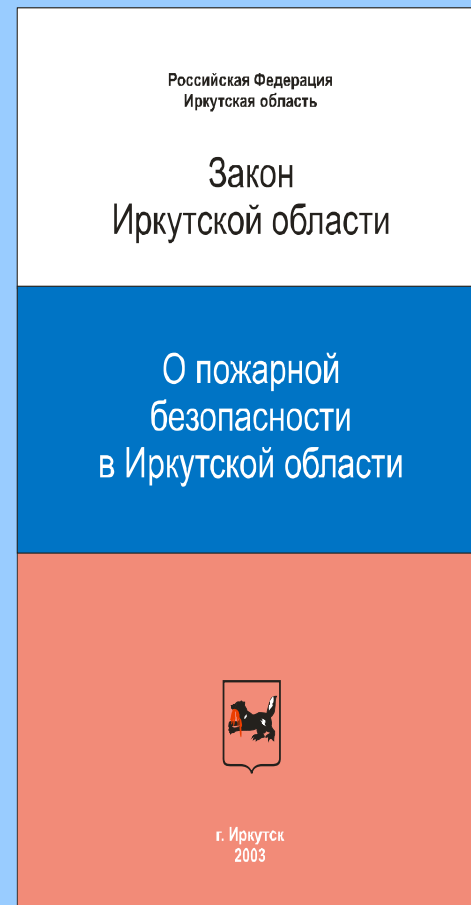 Российская Федерация
Иркутская область
Закон
Иркутской области
О пожарной
безопасности
в Иркутской области
г. Иркутск
2003